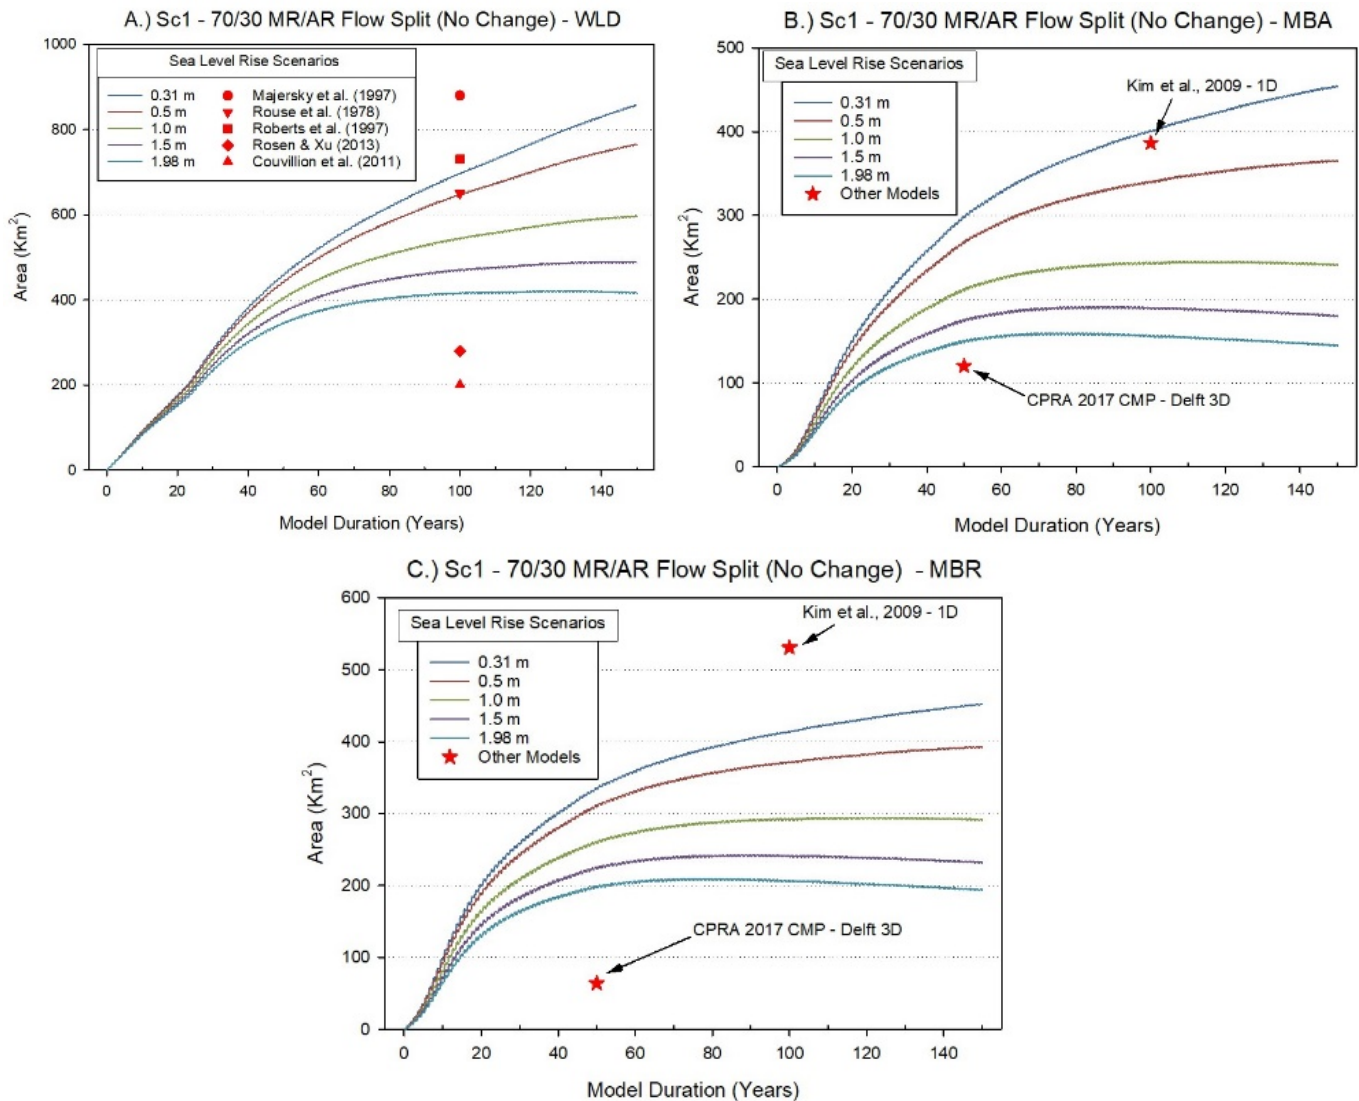 A.) Sc1 - 70/30 MR/AR Flow Split (No Change) - WLD
Sea Level Rise Scenarios
0.31 m
0.5 m
1.0 m
1.5 m
1.98 m
Majersky et al. (1997)
Rouse et al. (1978)
Roberts et al. (1997)
Rosen & Xu (2013)
Couvillion et al. (2011)
1000
800
600
400
200
0
Area (Km²)
0 20 40 60 80 100 120 140
Model Duration (Years)
B.) Sc1 - 70/30 MR/AR Flow Split (No Change) - MBA
Sea Level Rise Scenarios
0.31 m
0.5 m
1.0 m
1.5 m
1.98 m
Other Models
Kim et al., 2009 - 1D
CPRA 2017 CMP - Delft 3D
500
400
300
200
100
0
Area (Km²)
0 20 40 60 80 100 120 140
Model Duration (Years)
C.) Sc1 - 70/30 MR/AR Flow Split (No Change) - MBR
Sea Level Rise Scenarios
0.31 m
0.5 m
1.0 m
1.5 m
1.98 m
Other Models
Kim et al., 2009 - 1D
CPRA 2017 CMP - Delft 3D
600
500
400
300
200
100
0
Area (Km²)
0 20 40 60 80 100 120 140
Model Duration (Years)